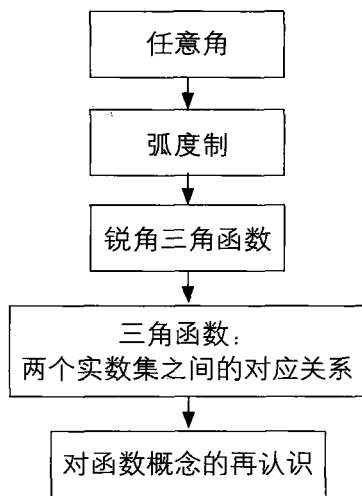 任意角
弧度制
锐角三角函数
三角函数：
两个实数集之间的对应关系
对函数概念的再认识